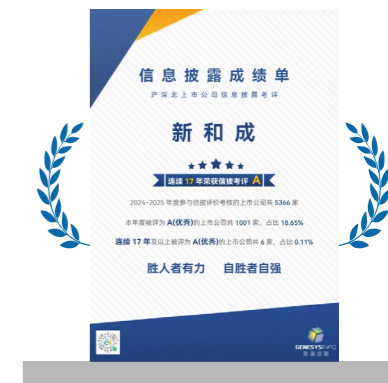 信息披露成绩单
沪深北上市公司信息披露考评
新和成
连续 17 年荣获信披考评 A
2024-2025 年度参与信披评价考核的上市公司共 5366 家
本年度被评为 A(优秀)的上市公司共 1001 家，占比 18.65%
连续 17 年及以上被评为 A(优秀)的上市公司共 6 家，占比 0.11%
胜人者有力 自胜者自强
GENESYSINFO